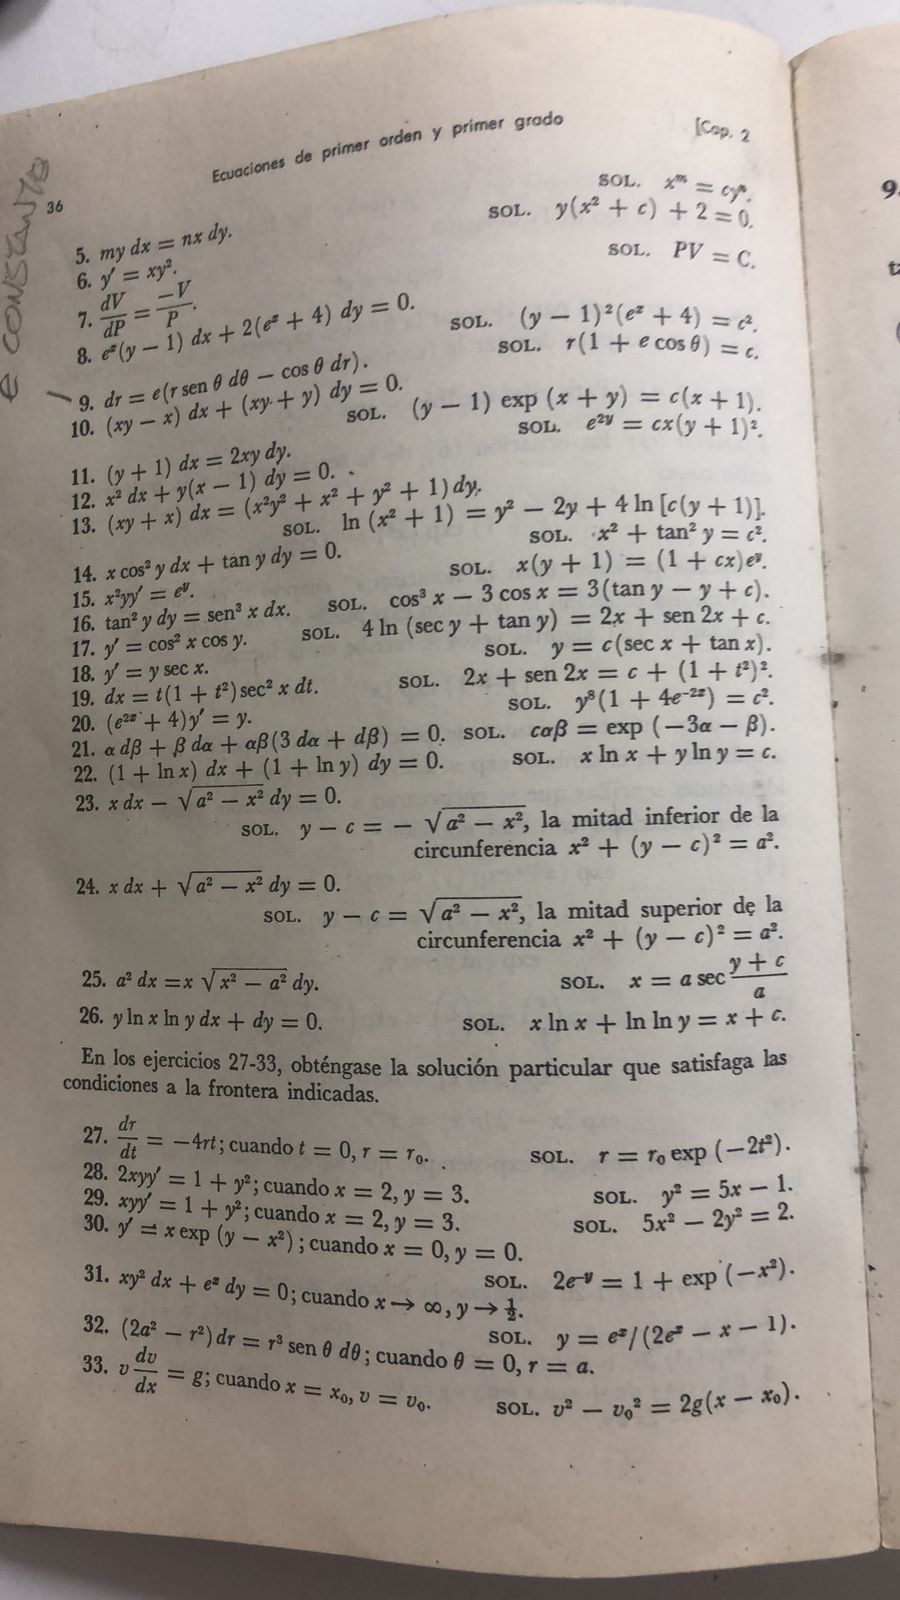 e CONSTANTE
36
Ecuaciones de primer orden y primer grado
[Cap. 2
5. my dx = nx dy.
SOL. xᵐ = cyⁿ.
6. y′ = xy².
SOL. y(x² + c) + 2 = 0.
7. dV/dP = −V/P.
SOL. PV = C.
8. eˣ(y − 1) dx + 2(eˣ + 4) dy = 0.
SOL. (y − 1)²(eˣ + 4) = c².
9. dr = e(r sen θ dθ − cos θ dr).
SOL. r(1 + e cos θ) = c.
10. (xy − x) dx + (xy + y) dy = 0.
SOL. (y − 1) exp (x + y) = c(x + 1).
11. (y + 1) dx = 2xy dy.
SOL. e²ʸ = cx(y + 1)².
12. x² dx + y(x − 1) dy = 0.
13. (xy + x) dx = (x²y² + x² + y² + 1) dy.
SOL. ln (x² + 1) = y² − 2y + 4 ln [c(y + 1)].
14. x cos² y dx + tan y dy = 0.
SOL. x² + tan² y = c².
15. x²yy′ = eʸ.
SOL. x(y + 1) = (1 + cx)eʸ.
16. tan² y dy = sen³ x dx.
SOL. cos³ x − 3 cos x = 3(tan y − y + c).
17. y′ = cos² x cos y.
SOL. 4 ln (sec y + tan y) = 2x + sen 2x + c.
18. y′ = y sec x.
SOL. y = c(sec x + tan x).
19. dx = t(1 + t²) sec² x dt.
SOL. 2x + sen 2x = c + (1 + t²)².
20. (e²ˣ + 4)y′ = y.
SOL. y⁸(1 + 4e⁻²ˣ) = c².
21. α dβ + β dα + αβ(3 dα + dβ) = 0.
SOL. cαβ = exp (−3α − β).
22. (1 + ln x) dx + (1 + ln y) dy = 0.
SOL. x ln x + y ln y = c.
23. x dx − √(a² − x²) dy = 0.
SOL. y − c = − √(a² − x²), la mitad inferior de la
circunferencia x² + (y − c)² = a².
24. x dx + √(a² − x²) dy = 0.
SOL. y − c = √(a² − x²), la mitad superior de la
circunferencia x² + (y − c)² = a².
25. a² dx = x √(x² − a²) dy.
SOL. x = a sec (y + c)/a
26. y ln x ln y dx + dy = 0.
SOL. x ln x + ln ln y = x + c.
En los ejercicios 27-33, obténgase la solución particular que satisfaga las
condiciones a la frontera indicadas.
27. dr/dt = −4rt; cuando t = 0, r = r₀.
SOL. r = r₀ exp (−2t²).
28. 2xyy′ = 1 + y²; cuando x = 2, y = 3.
SOL. y² = 5x − 1.
29. xyy′ = 1 + y²; cuando x = 2, y = 3.
SOL. 5x² − 2y² = 2.
30. y′ = x exp (y − x²); cuando x = 0, y = 0.
SOL. 2e⁻ʸ = 1 + exp (−x²).
31. xy² dx + eˣ dy = 0; cuando x → ∞, y → ½.
SOL. y = eˣ/(2eˣ − x − 1).
32. (2a² − r²) dr = r³ sen θ dθ; cuando θ = 0, r = a.
33. v dv/dx = g; cuando x = x₀, v = v₀.
SOL. v² − v₀² = 2g(x − x₀).
9.